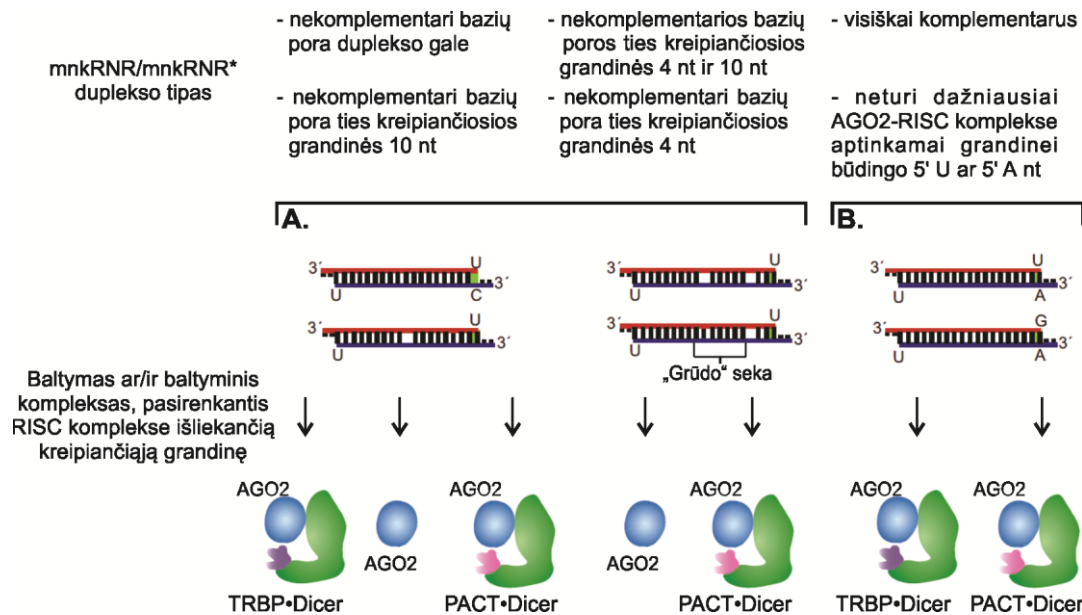 mnkRNR/mnkRNR*
duplekso tipas
- nekomplementari bazių
pora duplekso gale
- nekomplementari bazių
pora ties kreipiančiosios
grandinės 10 nt
- nekomplementarios bazių
poros ties kreipiančiosios
grandinės 4 nt ir 10 nt
- nekomplementari bazių
pora ties kreipiančiosios
grandinės 4 nt
- visiškai komplementarus
- neturi dažniausiai
AGO2-RISC komplekse
aptinkamai grandinei
būdingo 5' U ar 5' A nt
A.
B.
U
3´
3´
U
C
U
3´
3´
U
U
3´
3´
U
U
3´
3´
U
„Grūdo“ seka
U
3´
3´
U
A
G
3´
3´
U
A
Baltymas ar/ir baltyminis
kompleksas, pasirenkantis
RISC komplekse išliekančią
kreipiančiąją grandinę
AGO2
TRBP•Dicer
AGO2
AGO2
PACT•Dicer
AGO2
AGO2
PACT•Dicer
AGO2
TRBP•Dicer
AGO2
PACT•Dicer